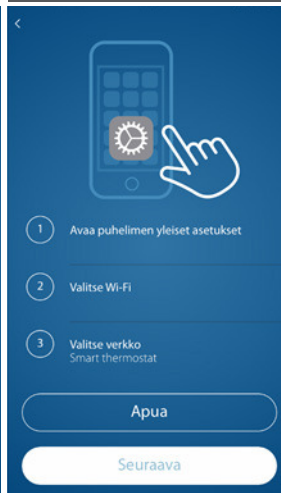 1 Avaa puhelimen yleiset asetukset
2 Valitse Wi-Fi
3 Valitse verkko
Smart thermostat
Apua
Seuraava